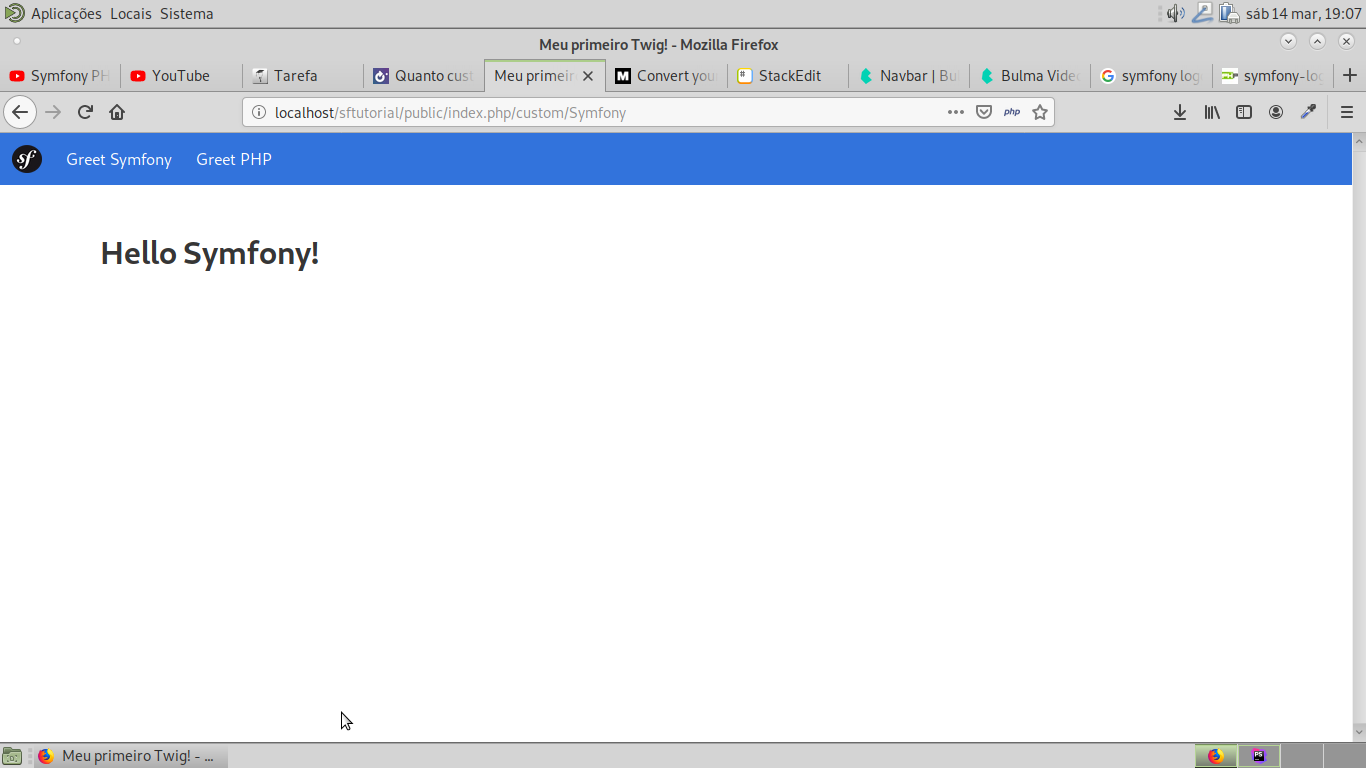 Aplicações Locais Sistema
sáb 14 mar, 19:07
Meu primeiro Twig! - Mozilla Firefox
Symfony PH
YouTube
Tarefa
Quanto cust
Meu primeir
Convert you
StackEdit
Navbar | Bu
Bulma Vide
symfony log
symfony-lo
localhost/sftutorial/public/index.php/custom/Symfony
php
sf Greet Symfony Greet PHP
Hello Symfony!
Meu primeiro Twig! - ...
PS